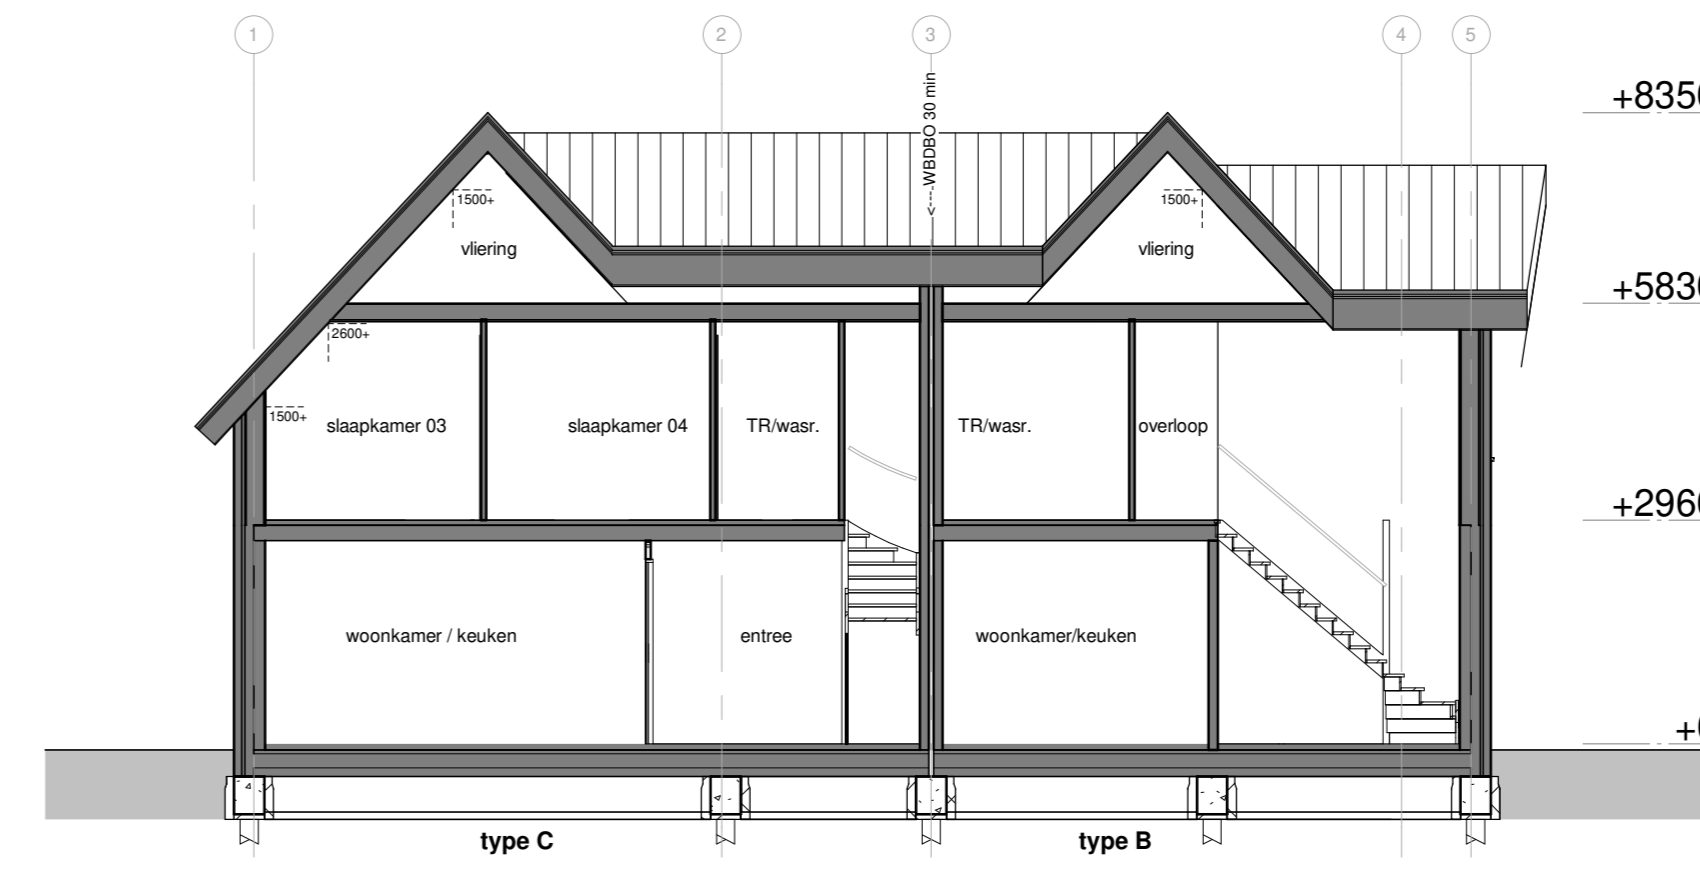 1 2 3 4 5
+8350
<----WBDBO 30 min
1500+ 1500+
vliering vliering
+5830
2600+
1500+
slaapkamer 03 slaapkamer 04 TR/wasr. TR/wasr. overloop
+2960
woonkamer / keuken entree woonkamer/keuken
+0
type C type B